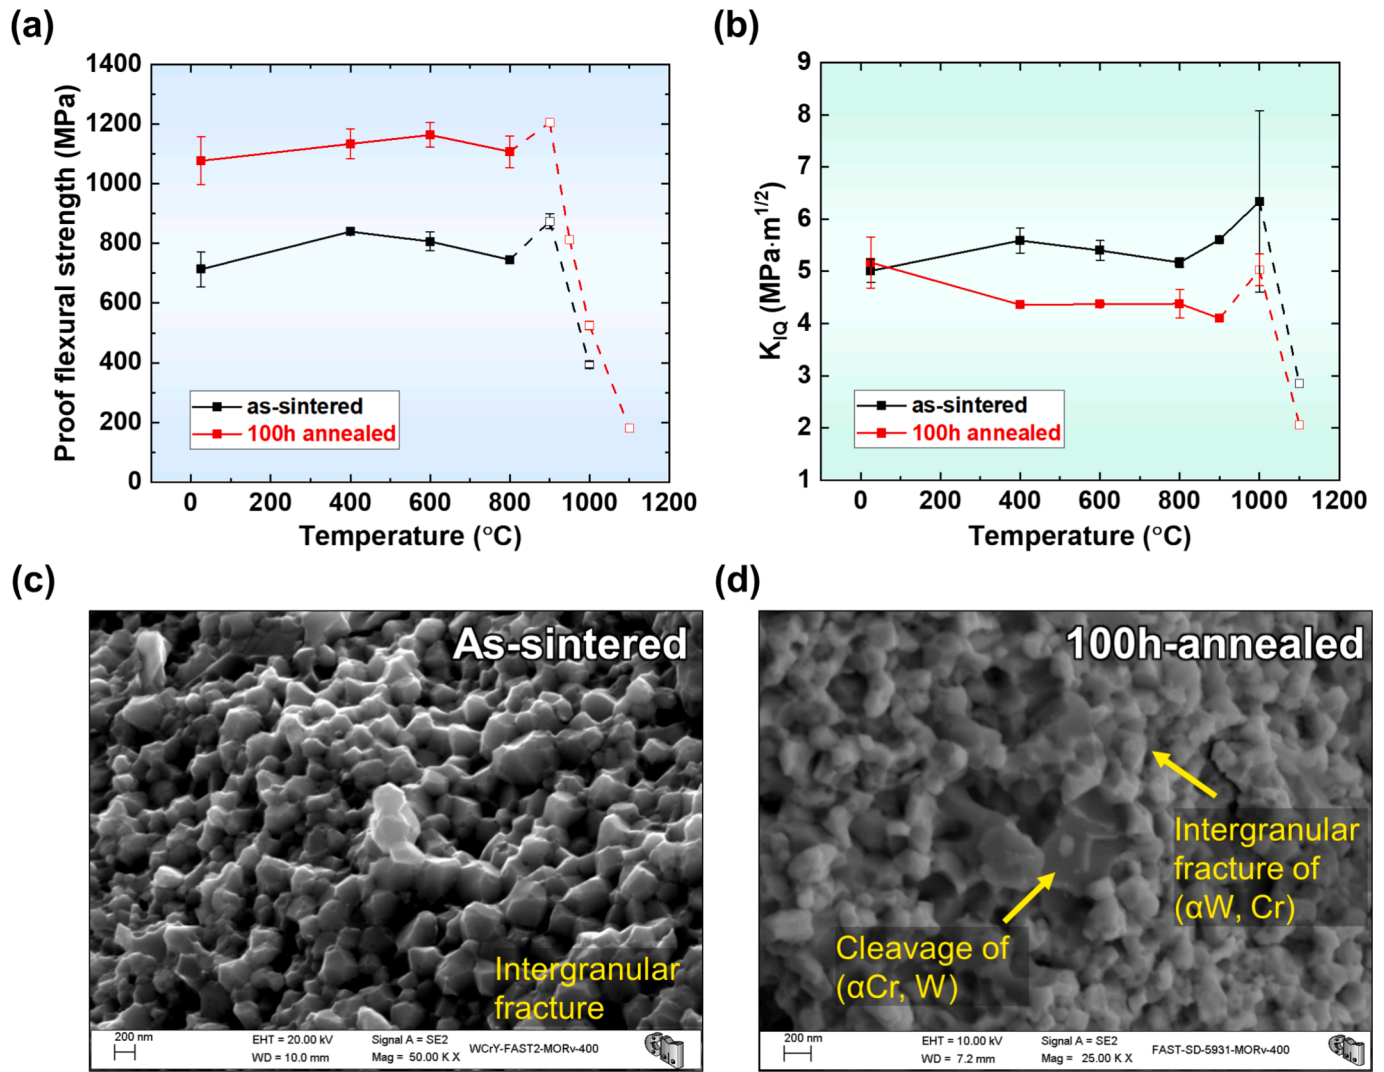 (a)
1400
1200
1000
800
600
400
200
0
Proof flexural strength (MPa)
as-sintered
100h annealed
0 200 400 600 800 1000 1200
Temperature (°C)
(b)
9
8
7
6
5
4
3
2
1
K_IQ (MPa·m^1/2)
as-sintered
100h annealed
0 200 400 600 800 1000 1200
Temperature (°C)
(c)
As-sintered
Intergranular
fracture
200 nm
EHT = 20.00 kV
WD = 10.0 mm
Signal A = SE2
Mag = 50.00 K X
WCrY-FAST2-MORv-400
(d)
100h-annealed
Intergranular
fracture of
(αW, Cr)
Cleavage of
(αCr, W)
200 nm
EHT = 10.00 kV
WD = 7.2 mm
Signal A = SE2
Mag = 25.00 K X
FAST-SD-5931-MORv-400